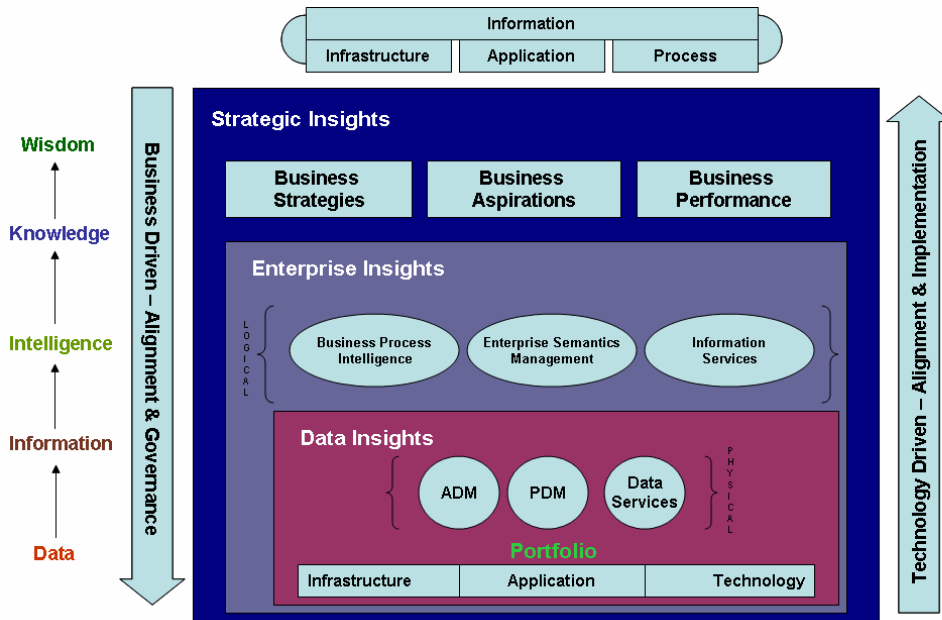 Information
Infrastructure
Application
Process
Strategic Insights
Wisdom
Knowledge
Intelligence
Information
Data
Business Driven – Alignment & Governance
Business
Strategies
Business
Aspirations
Business
Performance
Enterprise Insights
LOGICAL
Business Process
Intelligence
Enterprise Semantics
Management
Information
Services
Data Insights
ADM
PDM
Data
Services
PHYSICAL
Portfolio
Infrastructure
Application
Technology
Technology Driven – Alignment & Implementation